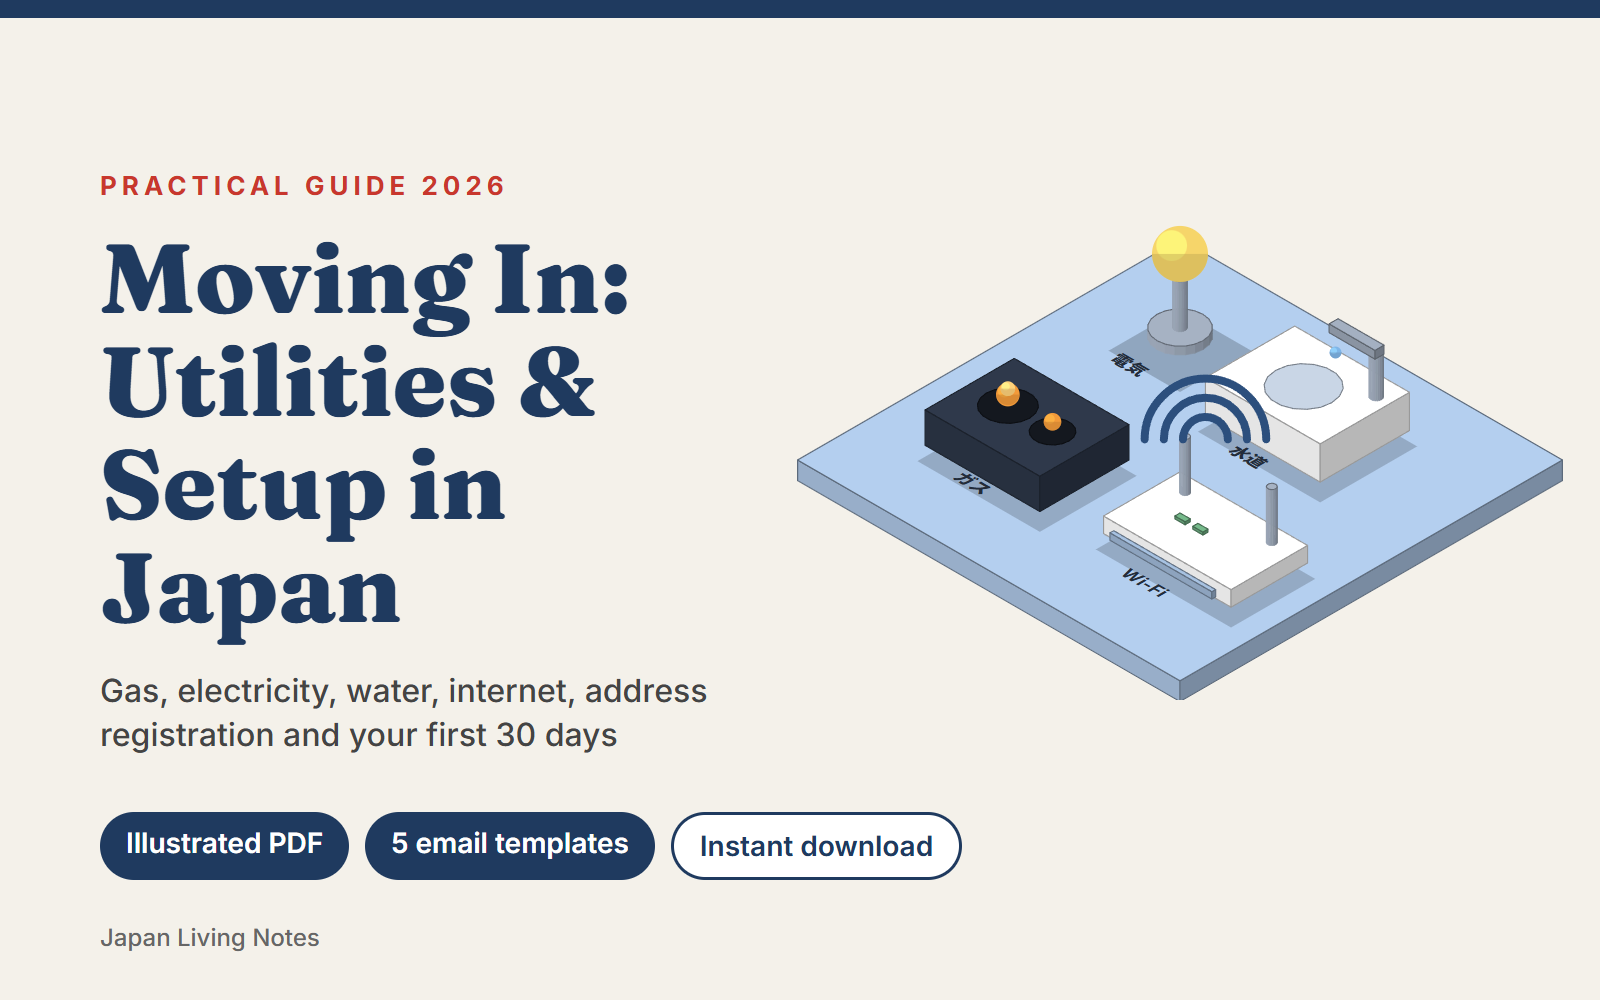 PRACTICAL GUIDE 2026
Moving In:
Utilities &
Setup in
Japan
Gas, electricity, water, internet, address
registration and your first 30 days
Illustrated PDF
5 email templates
Instant download
Japan Living Notes
電気
ガス
水道
Wi-Fi